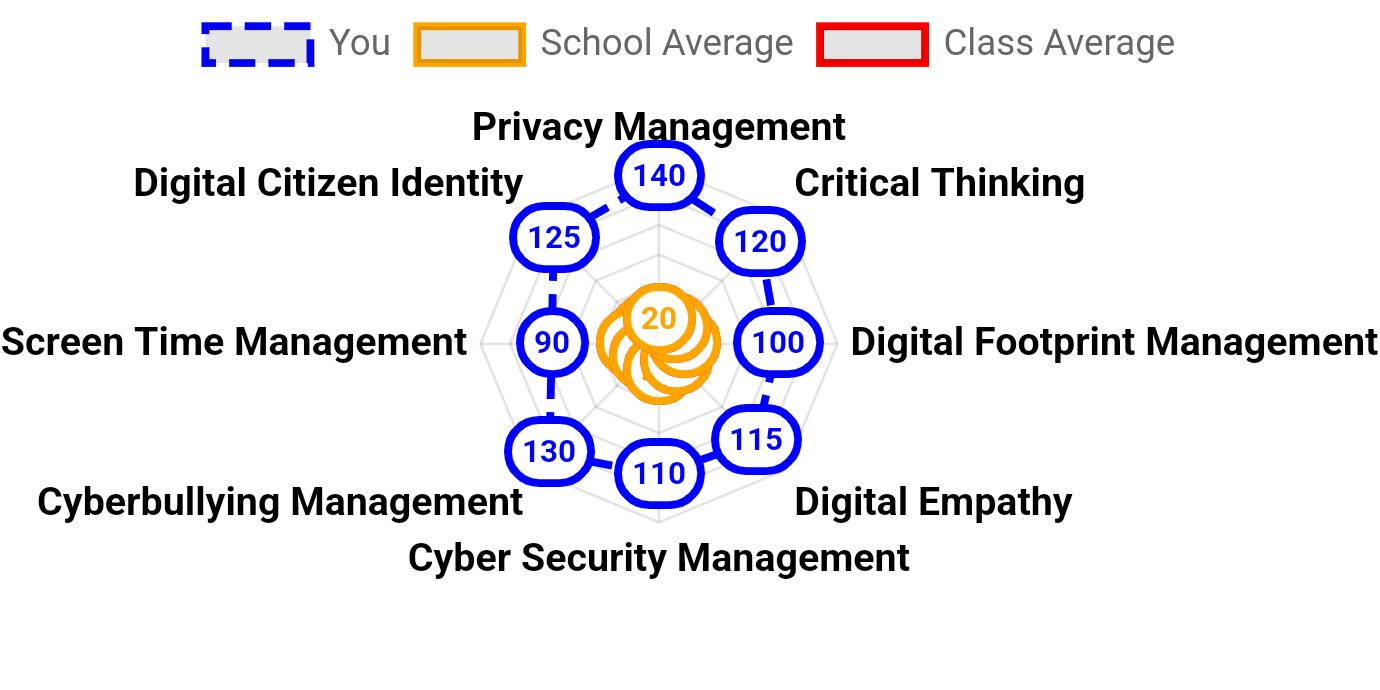 You School Average Class Average
Privacy Management
Digital Citizen Identity
Critical Thinking
140
125
120
20
Screen Time Management
90
100
Digital Footprint Management
130
110
115
Cyberbullying Management
Digital Empathy
Cyber Security Management